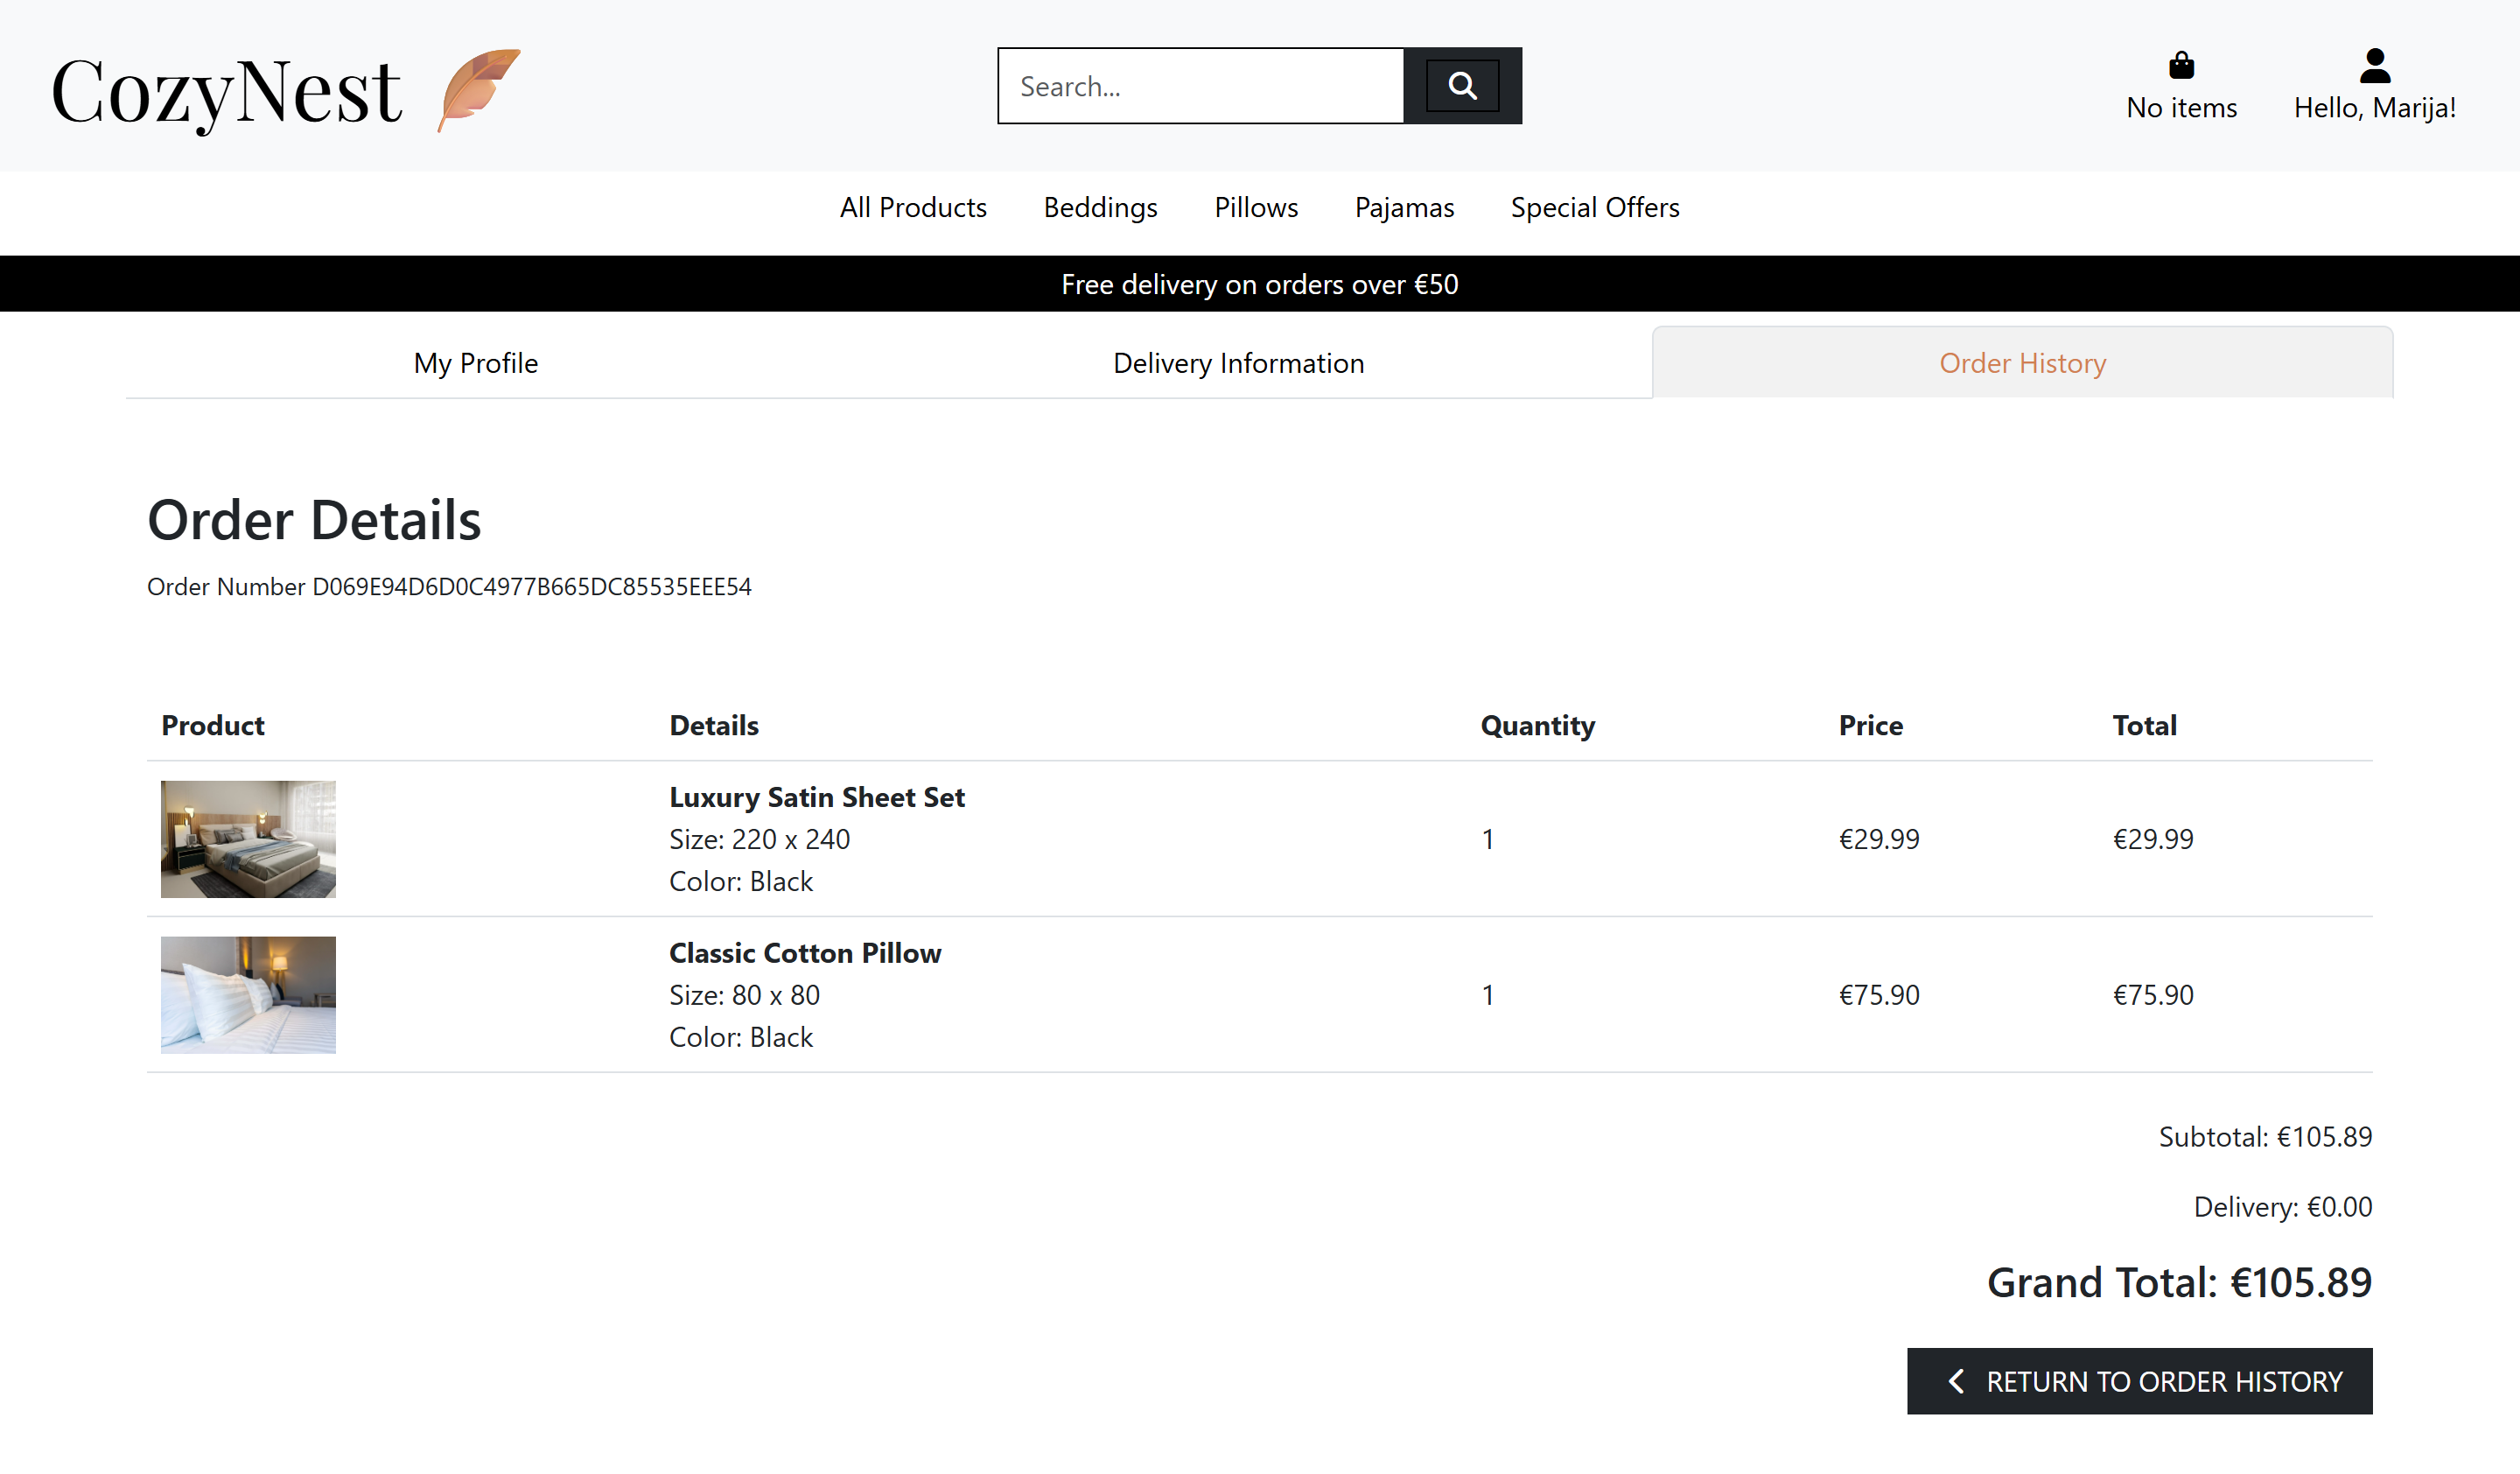 CozyNest
Search...
No items
Hello, Marija!
All Products Beddings Pillows Pajamas Special Offers
Free delivery on orders over €50
My Profile Delivery Information Order History
Order Details
Order Number D069E94D6D0C4977B665DC85535EEE54
Product Details Quantity Price Total
Luxury Satin Sheet Set
Size: 220 x 240
Color: Black
1 €29.99 €29.99
Classic Cotton Pillow
Size: 80 x 80
Color: Black
1 €75.90 €75.90
Subtotal: €105.89
Delivery: €0.00
Grand Total: €105.89
RETURN TO ORDER HISTORY